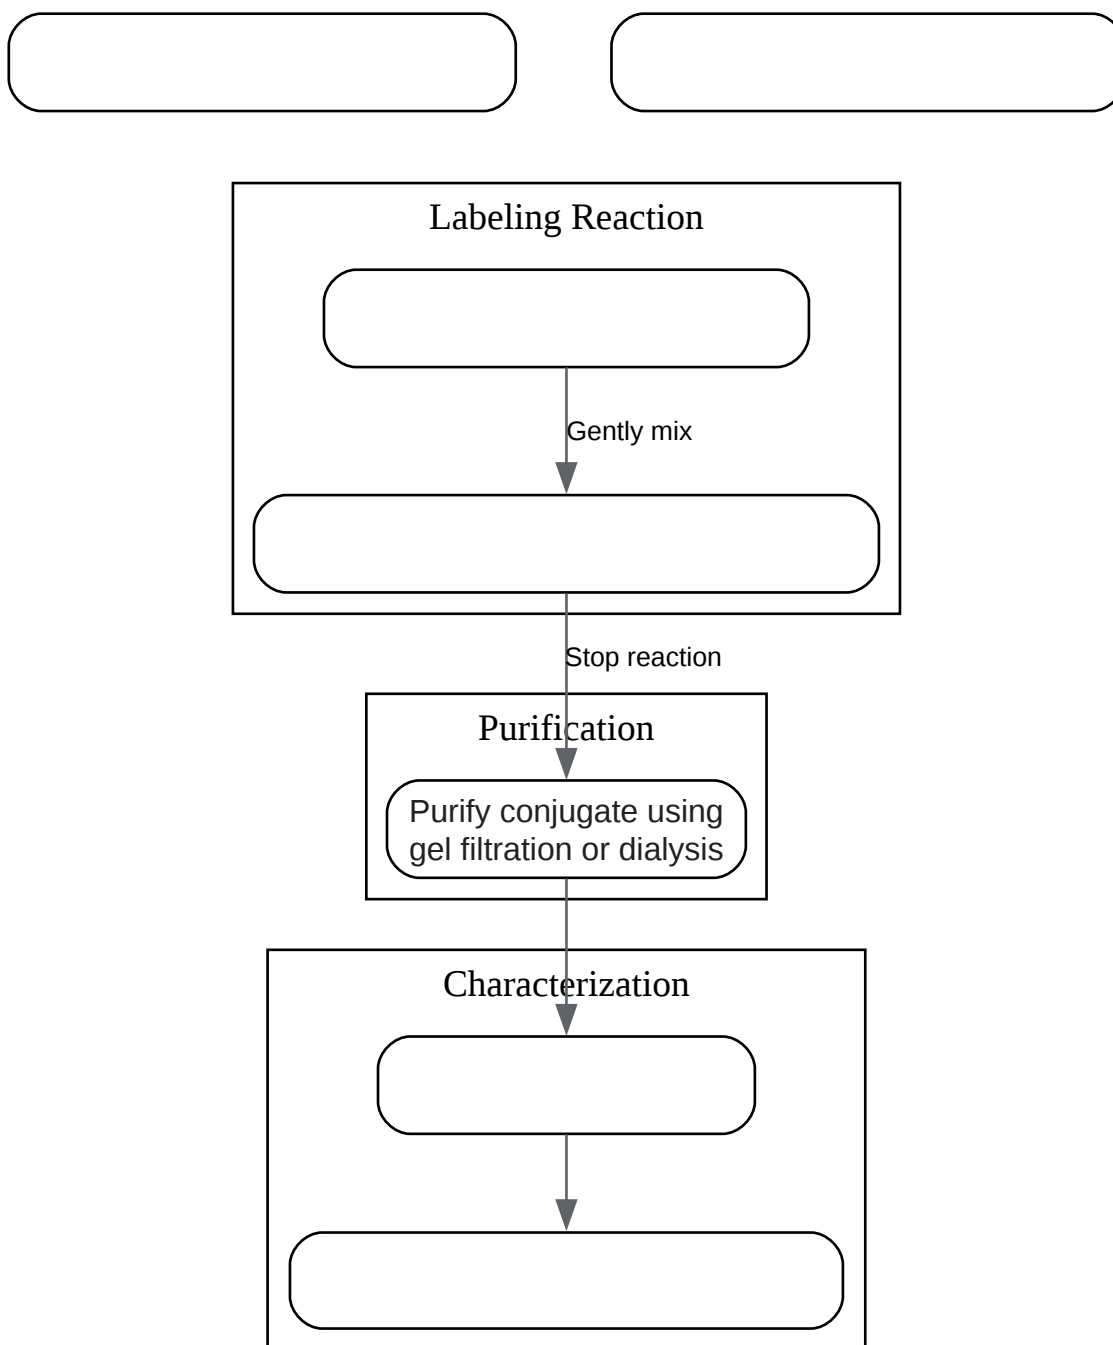 Labeling Reaction
Gently mix
Stop reaction
Purification
Purify conjugate using
gel filtration or dialysis
Characterization